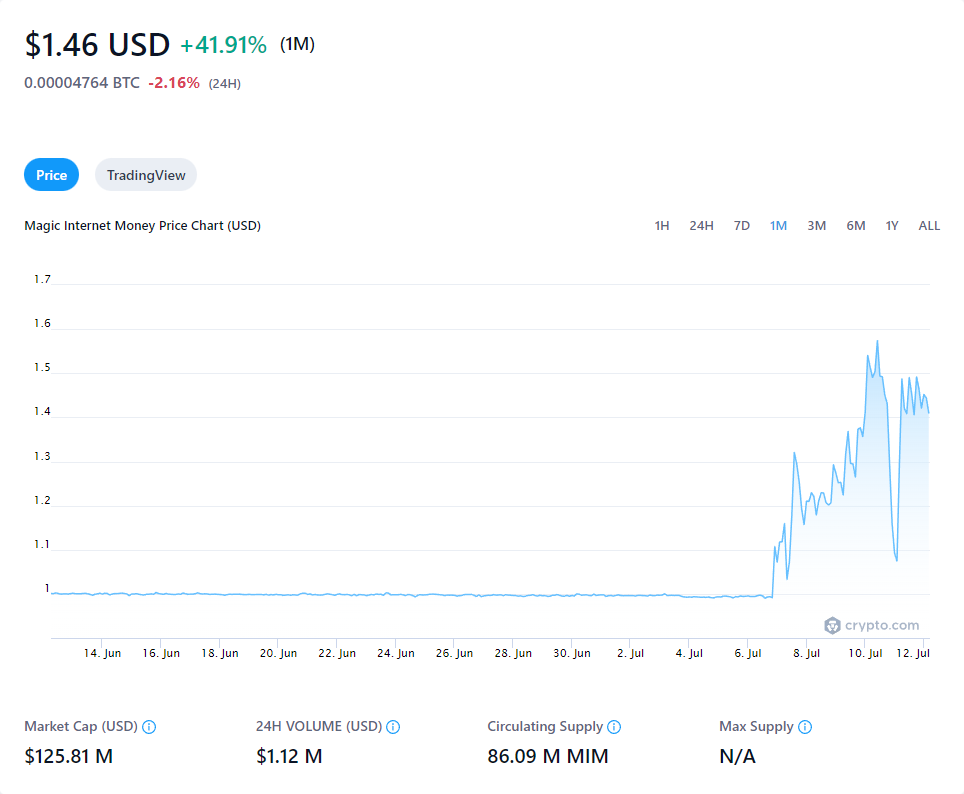 $1.46 USD +41.91% (1M)
0.00004764 BTC -2.16% (24H)
Price TradingView
Magic Internet Money Price Chart (USD) 1H 24H 7D 1M 3M 6M 1Y ALL
1.7
1.6
1.5
1.4
1.3
1.2
1.1
1
crypto.com
14. Jun 16. Jun 18. Jun 20. Jun 22. Jun 24. Jun 26. Jun 28. Jun 30. Jun 2. Jul 4. Jul 6. Jul 8. Jul 10. Jul 12. Jul
Market Cap (USD) 24H VOLUME (USD) Circulating Supply Max Supply
$125.81 M $1.12 M 86.09 M MIM N/A